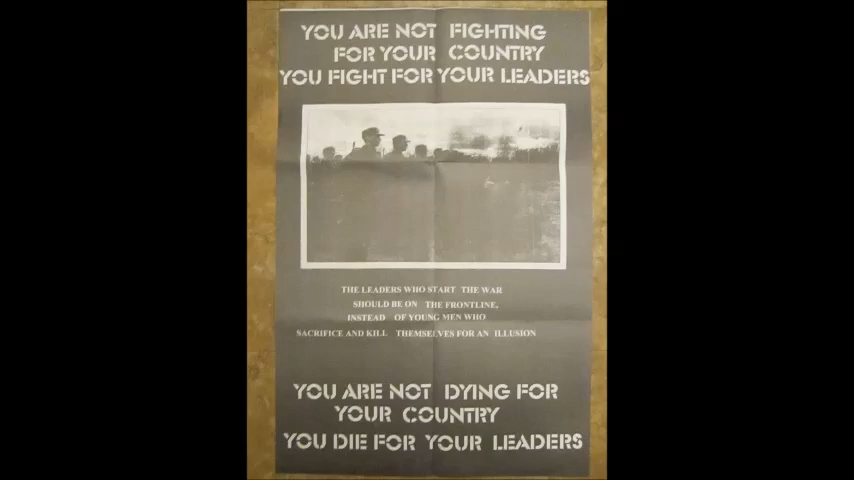 YOU ARE NOT FIGHTING
FOR YOUR COUNTRY
YOU FIGHT FOR YOUR LEADERS
THE LEADERS WHO START THE WAR
SHOULD BE ON THE FRONTLINE,
INSTEAD OF YOUNG MEN WHO
SACRIFICE AND KILL THEMSELVES FOR AN ILLUSION
YOU ARE NOT DYING FOR
YOUR COUNTRY
YOU DIE FOR YOUR LEADERS